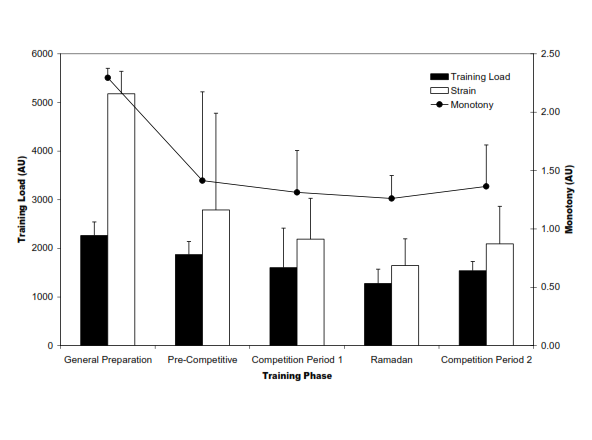 6000
5000
4000
3000
2000
1000
0
Training Load (AU)
2.50
2.00
1.50
1.00
0.50
0.00
Monotony (AU)
Training Load
Strain
Monotony
General Preparation Pre-Competitive Competition Period 1 Ramadan Competition Period 2
Training Phase